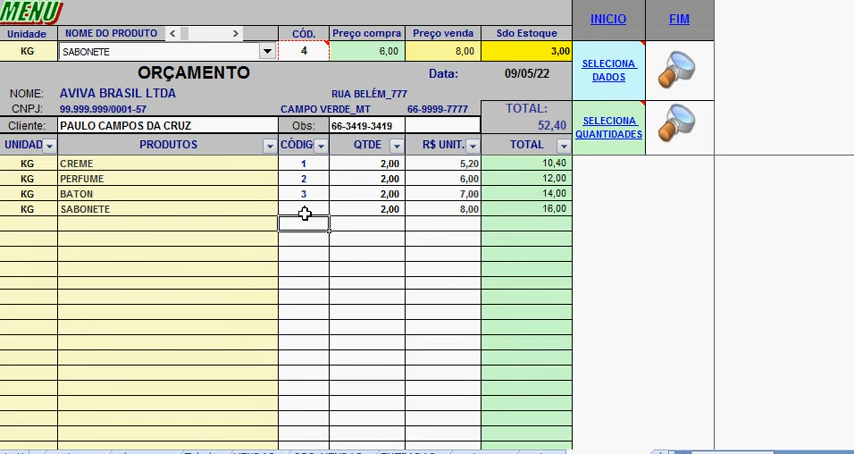 MENU
INICIO FIM
Unidade NOME DO PRODUTO < > CÓD. Preço compra Preço venda Sdo Estoque
KG SABONETE 4 6,00 8,00 3,00
SELECIONA DADOS
ORÇAMENTO Data: 09/05/22
NOME: AVIVA BRASIL LTDA RUA BELÉM_777
CNPJ: 99.999.999/0001-57 CAMPO VERDE_MT 66-9999-7777 TOTAL:
Cliente: PAULO CAMPOS DA CRUZ Obs: 66-3419-3419 52,40
SELECIONA QUANTIDADES
UNIDAD PRODUTOS CÓDIG QTDE R$ UNIT. TOTAL
KG CREME 1 2,00 5,20 10,40
KG PERFUME 2 2,00 6,00 12,00
KG BATON 3 2,00 7,00 14,00
KG SABONETE 2,00 8,00 16,00